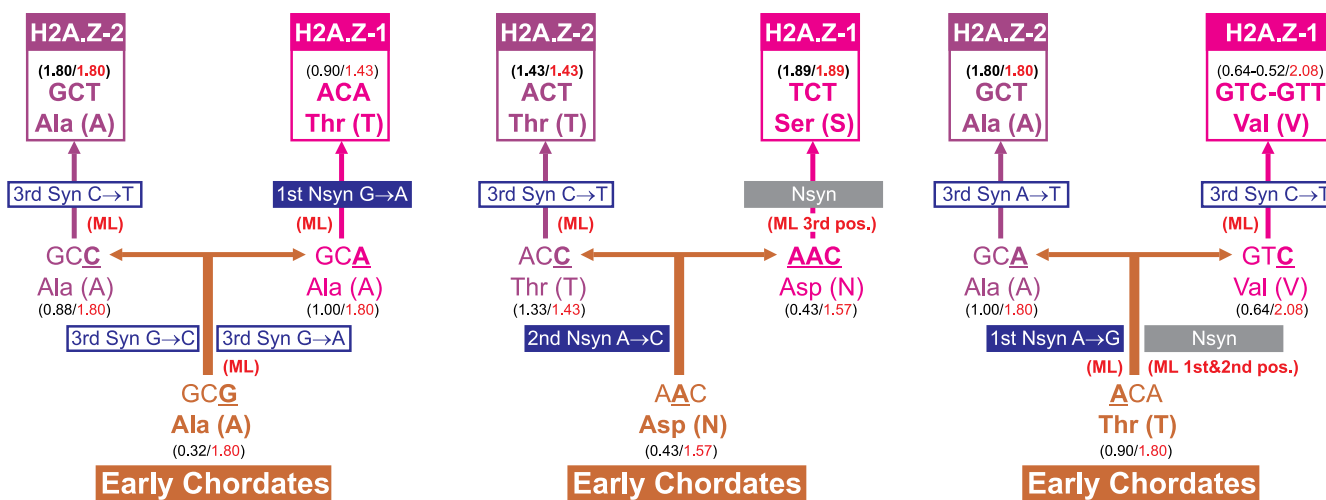 H2A.Z-2 H2A.Z-1
(1.80/1.80) (0.90/1.43)
GCT ACA
Ala (A) Thr (T)
3rd Syn C→T 1st Nsyn G→A
(ML) (ML)
GCC GCA
Ala (A) Ala (A)
(0.88/1.80) (1.00/1.80)
3rd Syn G→C 3rd Syn G→A
(ML)
GCG
Ala (A)
(0.32/1.80)
Early Chordates
H2A.Z-2 H2A.Z-1
(1.43/1.43) (1.89/1.89)
ACT TCT
Thr (T) Ser (S)
3rd Syn C→T Nsyn
(ML) (ML 3rd pos.)
ACC AAC
Thr (T) Asp (N)
(1.33/1.43) (0.43/1.57)
2nd Nsyn A→C
AAC
Asp (N)
(0.43/1.57)
Early Chordates
H2A.Z-2 H2A.Z-1
(1.80/1.80) (0.64-0.52/2.08)
GCT GTC-GTT
Ala (A) Val (V)
3rd Syn A→T 3rd Syn C→T
(ML)
GCA GTC
Ala (A) Val (V)
(1.00/1.80) (0.64/2.08)
1st Nsyn A→G Nsyn
(ML) (ML 1st&2nd pos.)
ACA
Thr (T)
(0.90/1.80)
Early Chordates